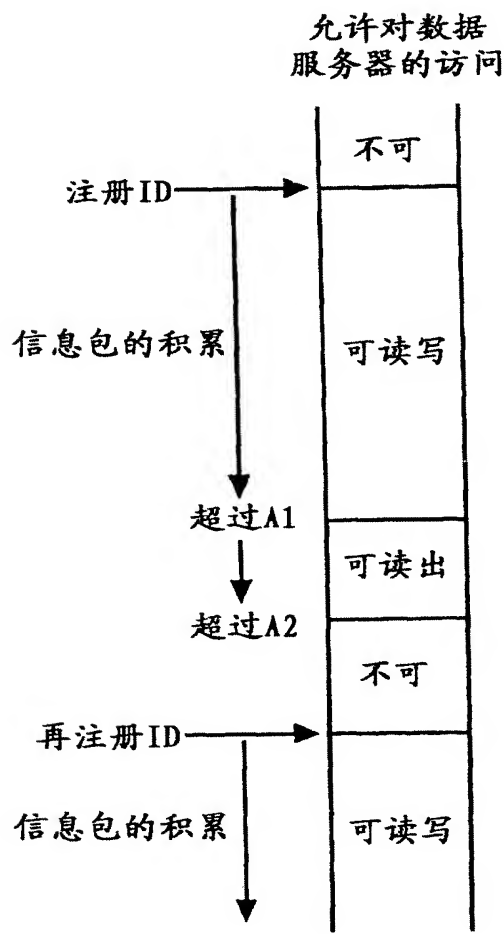 允许对数据
服务器的访问
不可
注册ID
信息包的积累
可读写
超过A1
可读出
超过A2
不可
再注册ID
信息包的积累
可读写